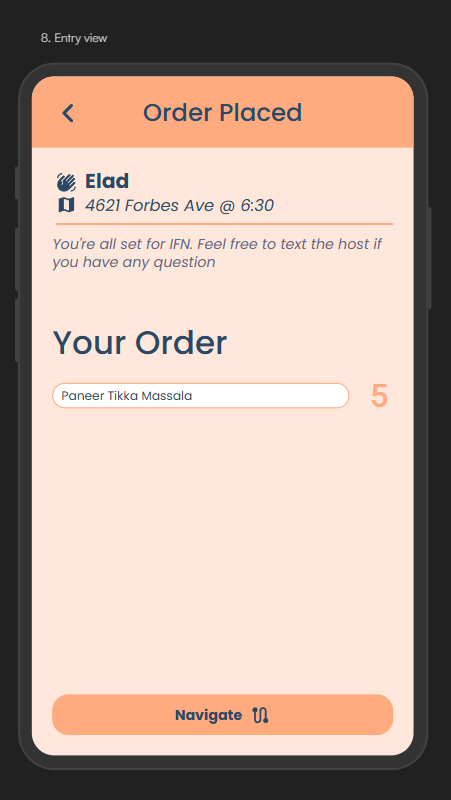 8. Entry view
Order Placed
Elad
4621 Forbes Ave @ 6:30
You're all set for IFN. Feel free to text the host if
you have any question
Your Order
Paneer Tikka Massala
5
Navigate